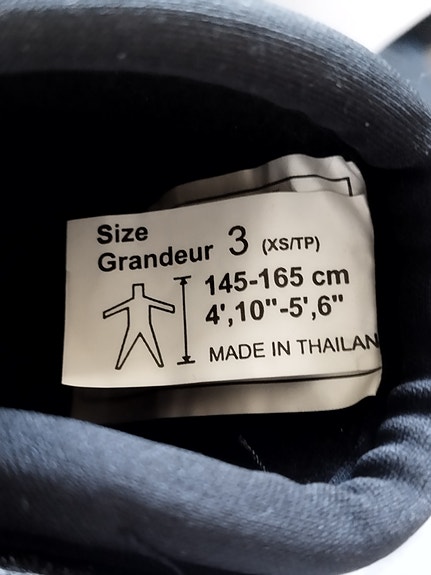 Size
Grandeur 3 (XS/TP)
145-165 cm
4',10"-5',6"
MADE IN THAILAN